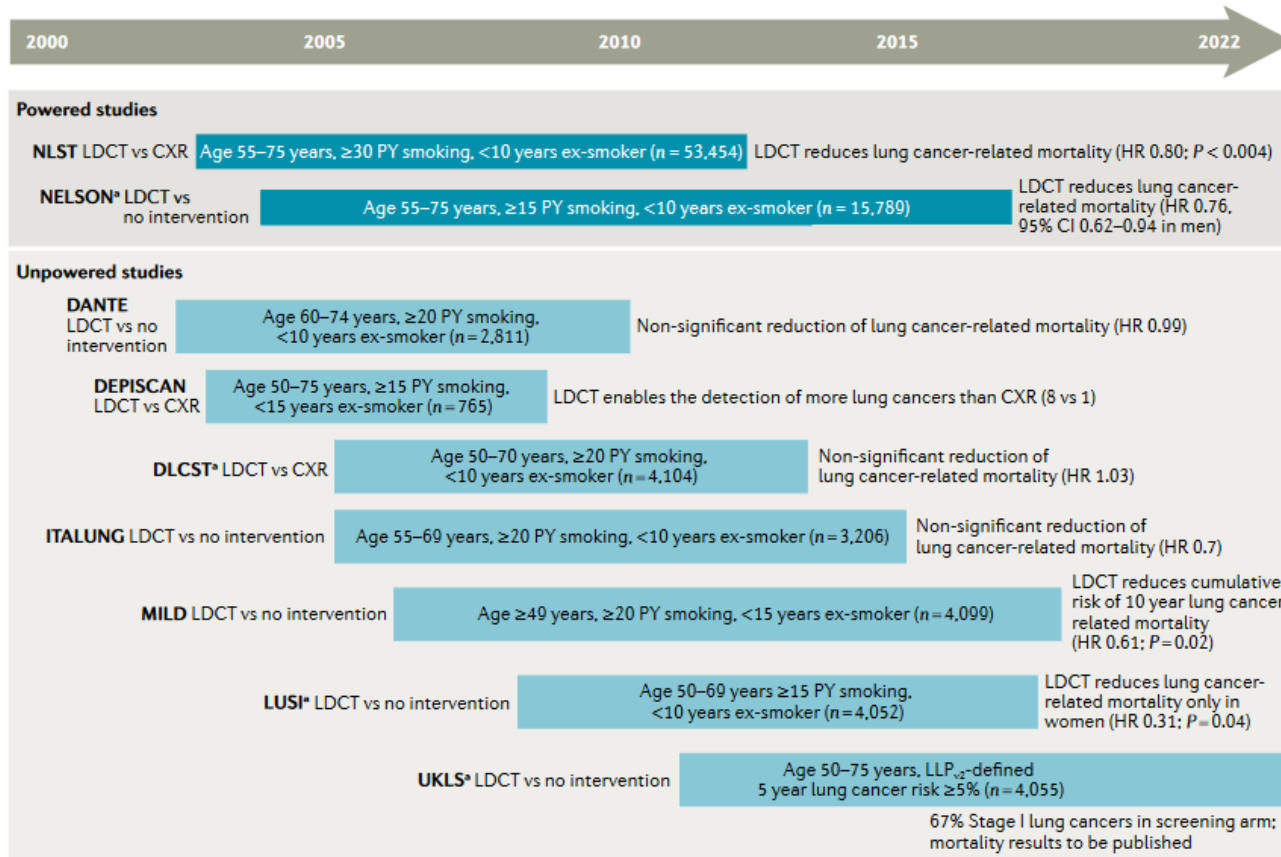 2000 2005 2010 2015 2022
Powered studies
NLST LDCT vs CXR
Age 55–75 years, ≥30 PY smoking, <10 years ex-smoker (n = 53,454)
LDCT reduces lung cancer-related mortality (HR 0.80; P < 0.004)
NELSONᵃ LDCT vs
no intervention
Age 55–75 years, ≥15 PY smoking, <10 years ex-smoker (n = 15,789)
LDCT reduces lung cancer-
related mortality (HR 0.76,
95% CI 0.62–0.94 in men)
Unpowered studies
DANTE
LDCT vs no
intervention
Age 60–74 years, ≥20 PY smoking,
<10 years ex-smoker (n = 2,811)
Non-significant reduction of lung cancer-related mortality (HR 0.99)
DEPISCAN
LDCT vs CXR
Age 50–75 years, ≥15 PY smoking,
<15 years ex-smoker (n = 765)
LDCT enables the detection of more lung cancers than CXR (8 vs 1)
DLCSTᵃ LDCT vs CXR
Age 50–70 years, ≥20 PY smoking,
<10 years ex-smoker (n = 4,104)
Non-significant reduction of
lung cancer-related mortality (HR 1.03)
ITALUNG LDCT vs no intervention
Age 55–69 years, ≥20 PY smoking, <10 years ex-smoker (n = 3,206)
Non-significant reduction of
lung cancer-related mortality (HR 0.7)
MILD LDCT vs no intervention
Age ≥49 years, ≥20 PY smoking, <15 years ex-smoker (n = 4,099)
LDCT reduces cumulative
risk of 10 year lung cancer
related mortality
(HR 0.61; P = 0.02)
LUSIᵃ LDCT vs no intervention
Age 50–69 years ≥15 PY smoking,
<10 years ex-smoker (n = 4,052)
LDCT reduces lung cancer-
related mortality only in
women (HR 0.31; P = 0.04)
UKLSᵃ LDCT vs no intervention
Age 50–75 years, LLPv2-defined
5 year lung cancer risk ≥5% (n = 4,055)
67% Stage I lung cancers in screening arm;
mortality results to be published